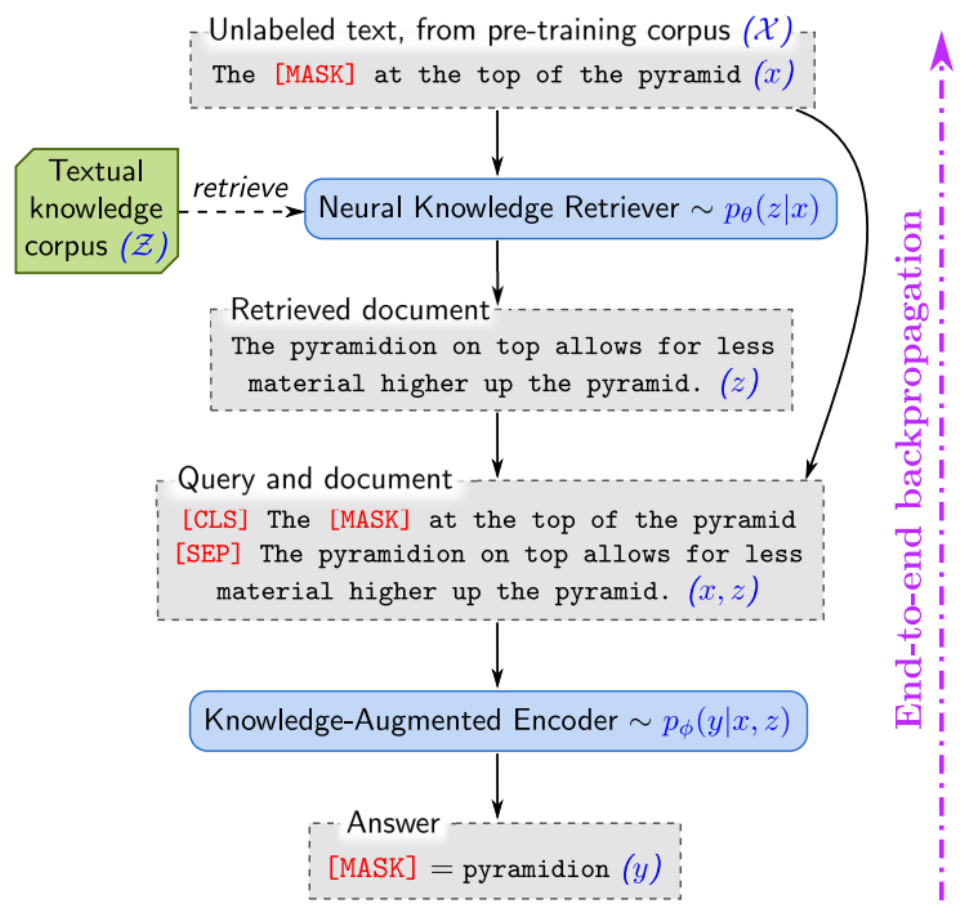 Unlabeled text, from pre-training corpus (𝒳)
The [MASK] at the top of the pyramid (x)
Textual
knowledge
corpus (𝒵)
retrieve
Neural Knowledge Retriever ∼ p_θ(z|x)
Retrieved document
The pyramidion on top allows for less
material higher up the pyramid. (z)
Query and document
[CLS] The [MASK] at the top of the pyramid
[SEP] The pyramidion on top allows for less
material higher up the pyramid. (x, z)
Knowledge-Augmented Encoder ∼ p_ϕ(y|x, z)
Answer
[MASK] = pyramidion (y)
End-to-end backpropagation